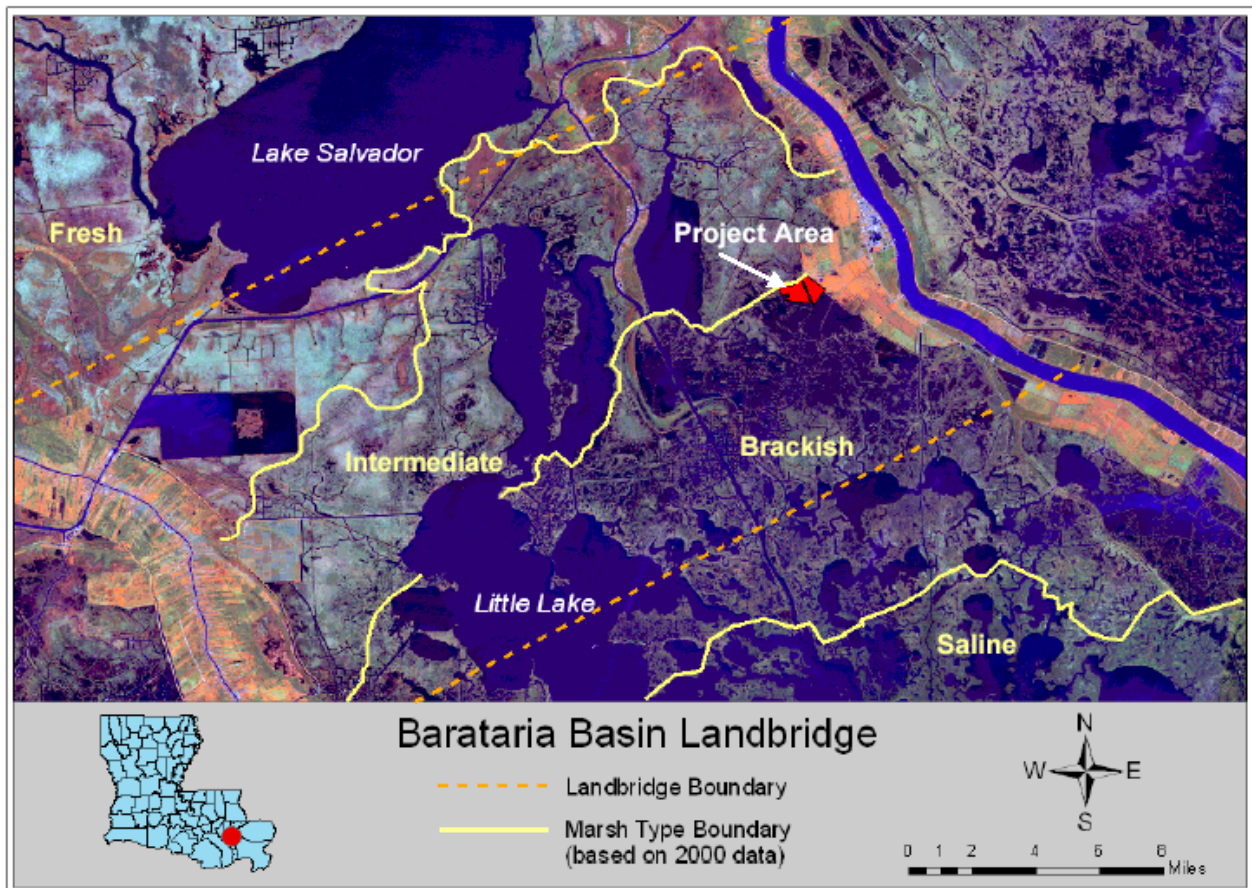 Lake Salvador
Fresh
Project Area
Intermediate
Brackish
Little Lake
Saline
Barataria Basin Landbridge
Landbridge Boundary
Marsh Type Boundary
(based on 2000 data)
N
W E
S
0 1 2 4 6 8
Miles